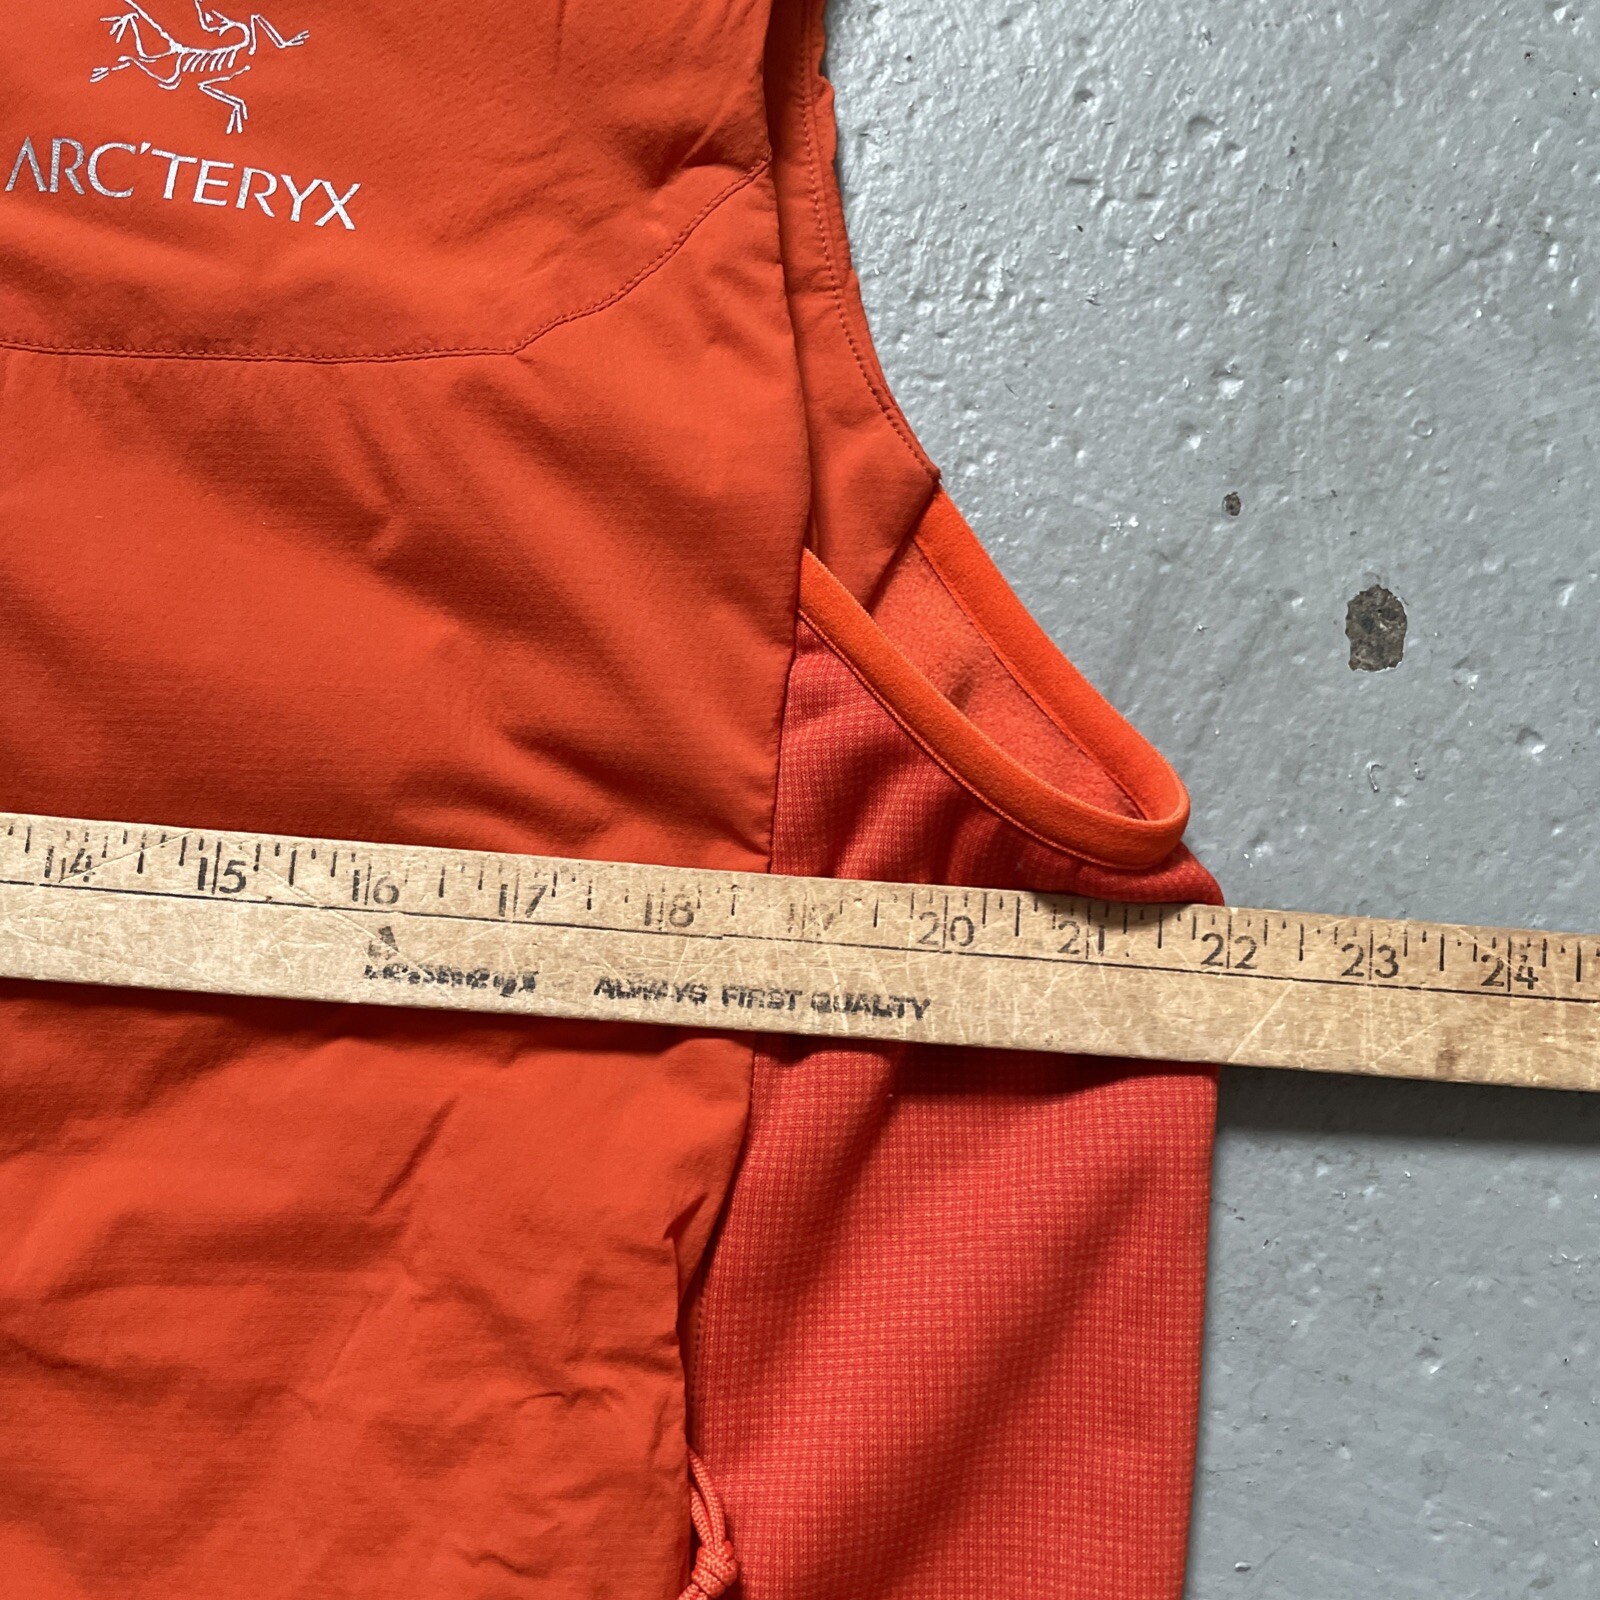 ARC'TERYX
14 15 16 17 18 19 20 21 22 23 24
ALWAYS FIRST QUALITY